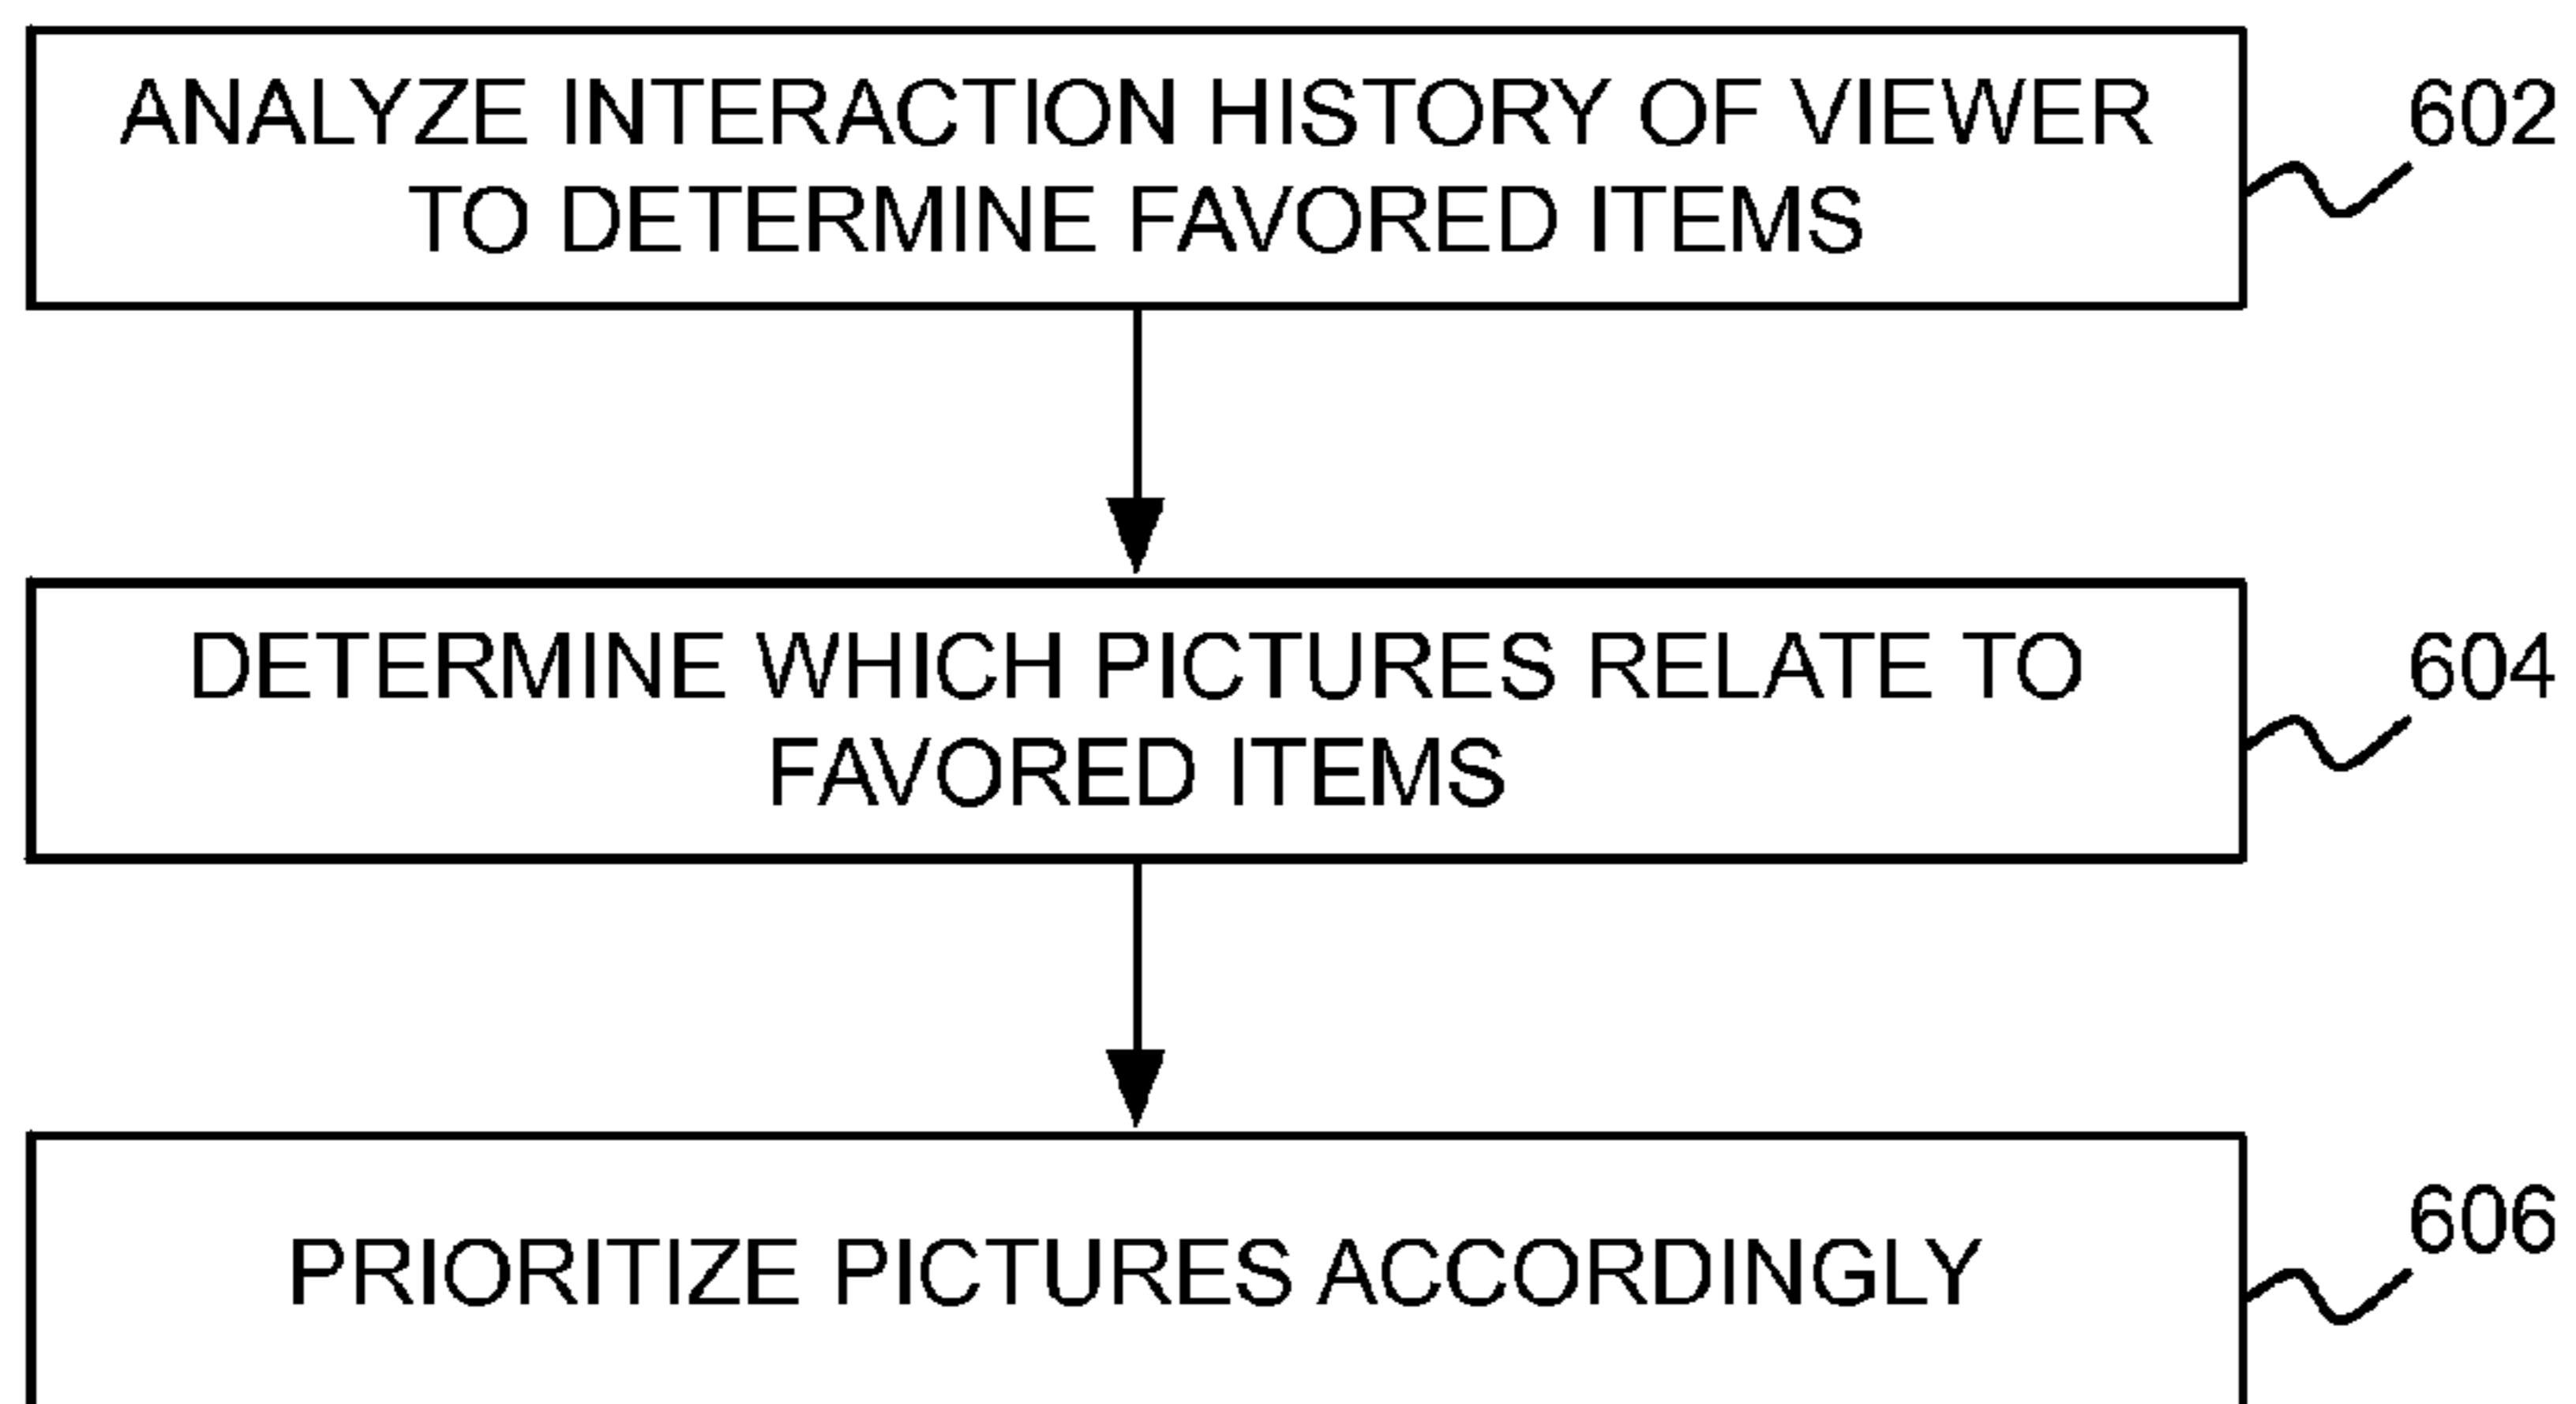 ANALYZE INTERACTION HISTORY OF VIEWER
TO DETERMINE FAVORED ITEMS
602
DETERMINE WHICH PICTURES RELATE TO
FAVORED ITEMS
604
PRIORITIZE PICTURES ACCORDINGLY
606